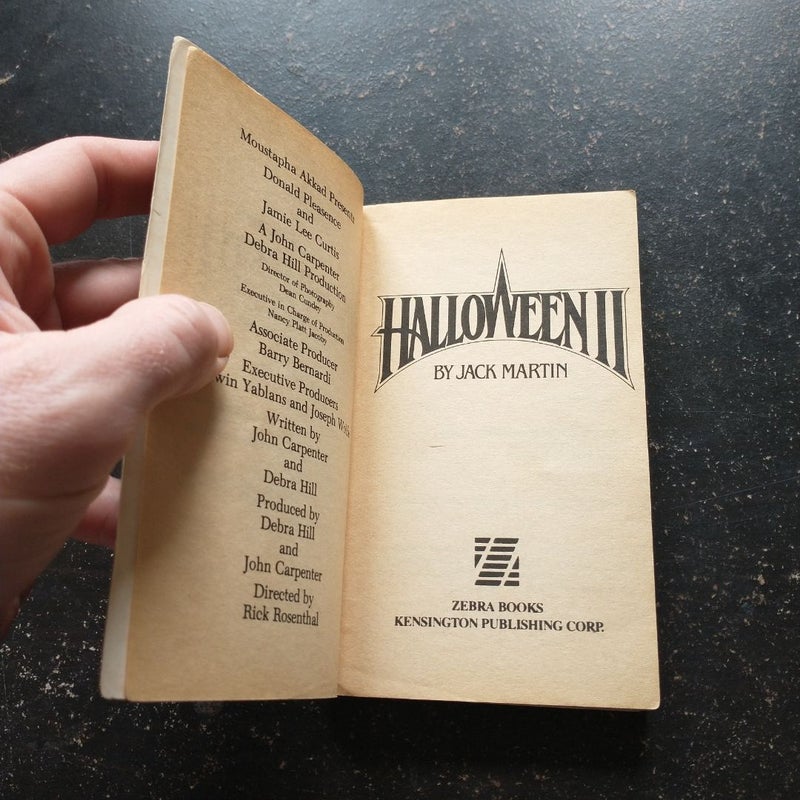 Moustapha Akkad Presents
Donald Pleasence
and
Jamie Lee Curtis
A John Carpenter
Debra Hill Production
Director of Photography
Dean Cundey
Executive in Charge of Production
Nancy Platt Jacoby
Associate Producer
Barry Bernardi
Executive Producers
Yablans and Joseph
Written by
John Carpenter
and
Debra Hill
Produced by
Debra Hill
and
John Carpenter
Directed by
Rick Rosenthal
HALLOWEEN II
BY JACK MARTIN
ZEBRA BOOKS
KENSINGTON PUBLISHING CORP.